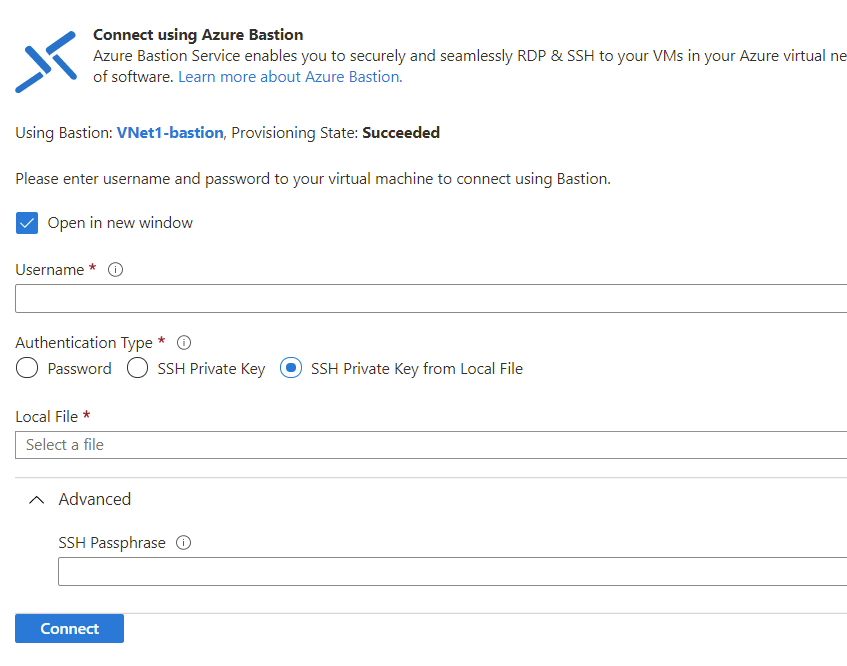 Connect using Azure Bastion
Azure Bastion Service enables you to securely and seamlessly RDP & SSH to your VMs in your Azure virtual ne
of software. Learn more about Azure Bastion.
Using Bastion: VNet1-bastion, Provisioning State: Succeeded
Please enter username and password to your virtual machine to connect using Bastion.
Open in new window
Username *
Authentication Type *
Password SSH Private Key SSH Private Key from Local File
Local File *
Select a file
Advanced
SSH Passphrase
Connect